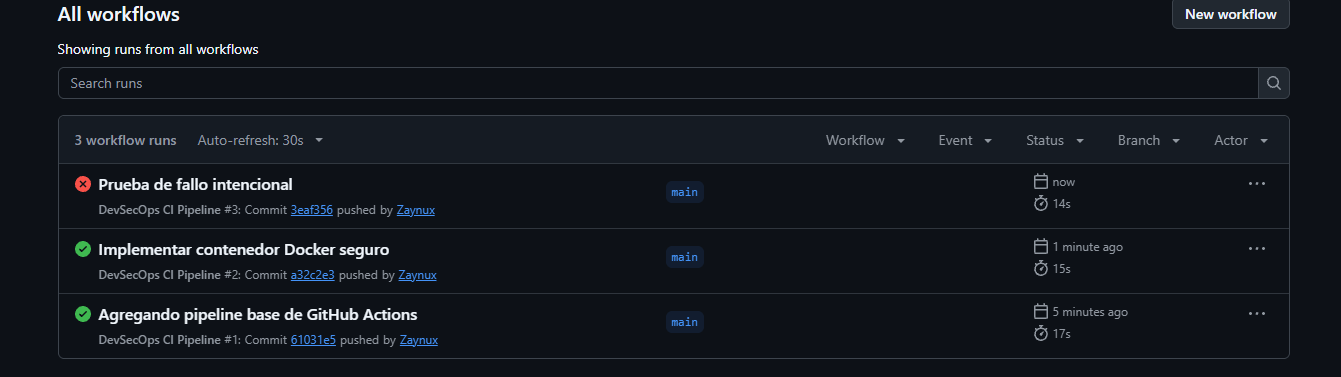 All workflows
New workflow
Showing runs from all workflows
Search runs
3 workflow runs Auto-refresh: 30s Workflow Event Status Branch Actor
Prueba de fallo intencional
main
now
DevSecOps CI Pipeline #3: Commit 3eaf356 pushed by Zaynux
14s
Implementar contenedor Docker seguro
main
1 minute ago
DevSecOps CI Pipeline #2: Commit a32c2e3 pushed by Zaynux
15s
Agregando pipeline base de GitHub Actions
main
5 minutes ago
DevSecOps CI Pipeline #1: Commit 61031e5 pushed by Zaynux
17s